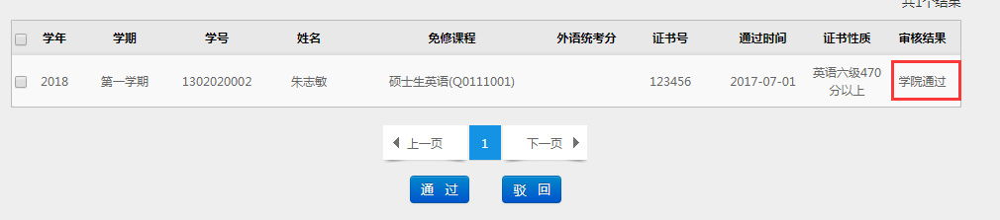 共1个结果
学年 学期 学号 姓名 免修课程 外语统考分 证书号 通过时间 证书性质 审核结果
2018 第一学期 1302020002 朱志敏 硕士生英语(Q0111001) 123456 2017-07-01 英语六级470分以上 学院通过
上一页 1 下一页
通 过 驳 回